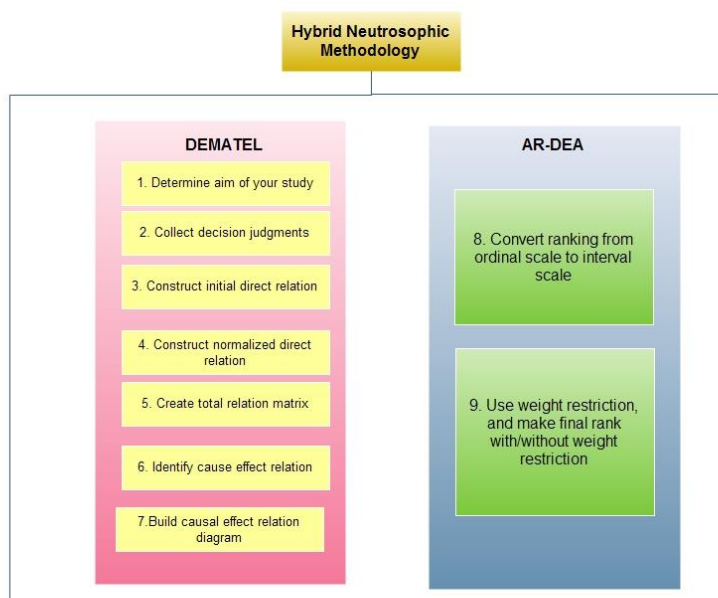 Hybrid Neutrosophic
Methodology
DEMATEL
1. Determine aim of your study
2. Collect decision judgments
3. Construct initial direct relation
4. Construct normalized direct
relation
5. Create total relation matrix
6. Identify cause effect relation
7.Build causal effect relation
diagram
AR-DEA
8. Convert ranking from
ordinal scale to interval
scale
9. Use weight restriction,
and make final rank
with/without weight
restriction